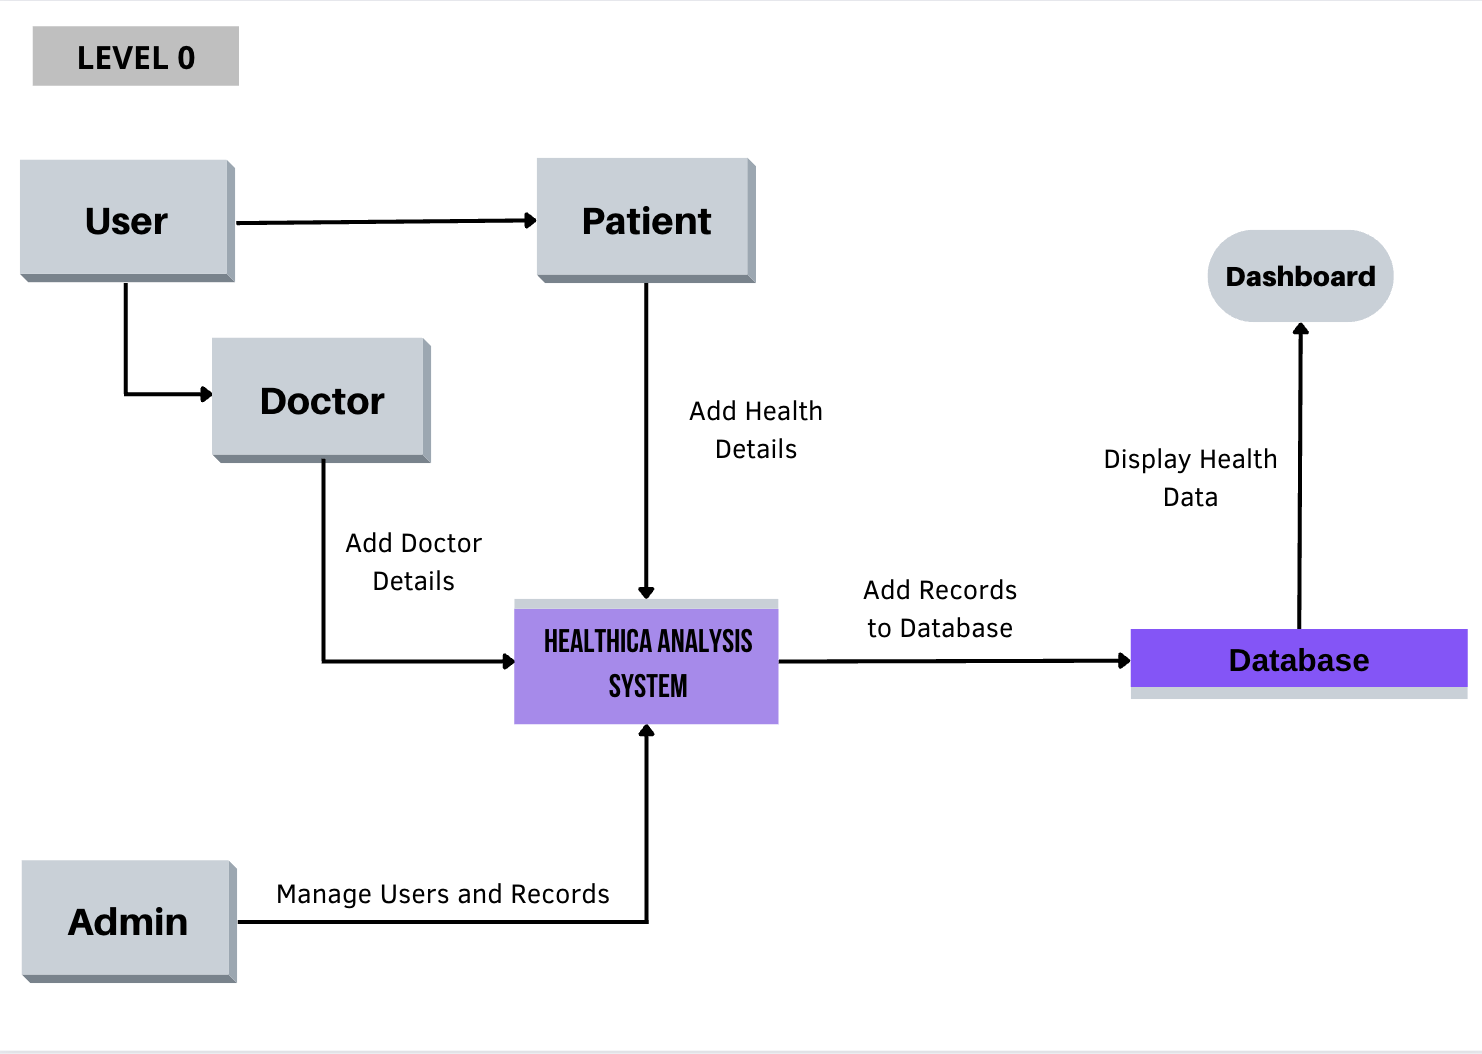 LEVEL 0
User
Patient
Dashboard
Doctor
Add Health
Details
Display Health
Data
Add Doctor
Details
Add Records
to Database
HEALTHICA ANALYSIS
SYSTEM
Database
Manage Users and Records
Admin